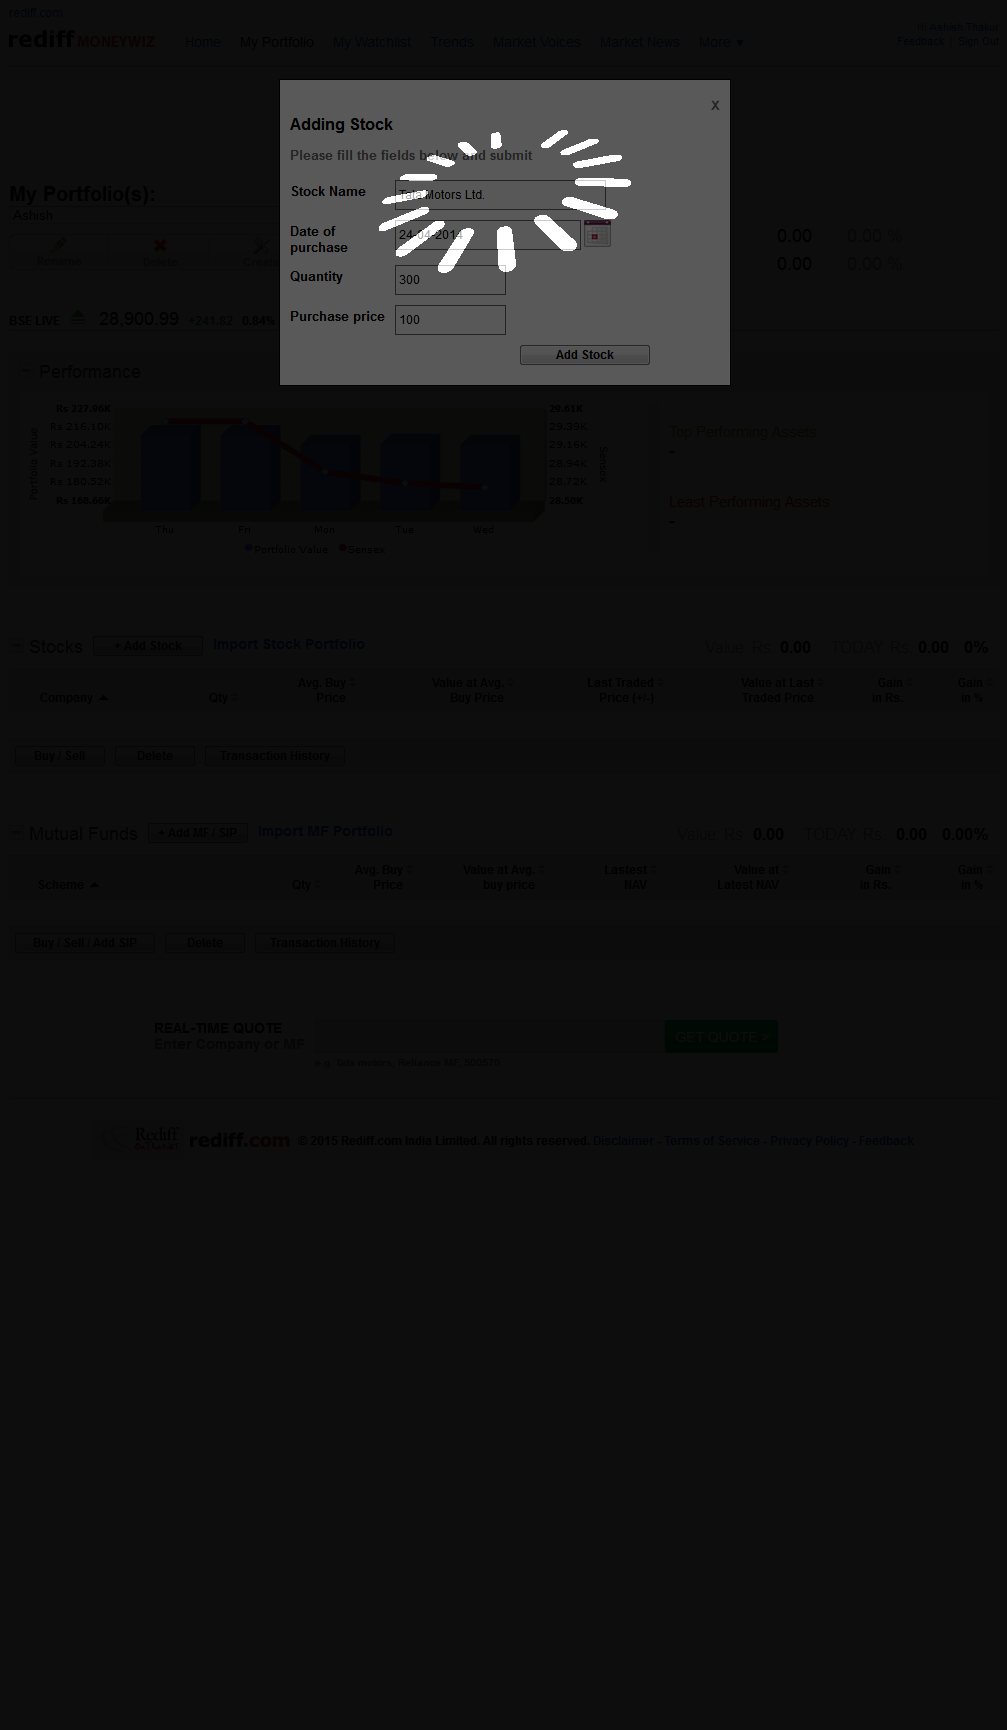 rediff.com
rediff MONEYWIZ Home My Portfolio My Watchlist Trends Market Voices Market News More ▼
Hi Ashish Thakur
Feedback | Sign Out
X
Adding Stock
Please fill the fields below and submit
Stock Name Tata Motors Ltd.
Date of purchase 24-04-2014
Quantity 300
Purchase price 100
Add Stock
My Portfolio(s):
Ashish
Rename Delete Create
0.00 0.00 %
0.00 0.00 %
BSE LIVE 28,900.99 +241.82 0.84%
Performance
Rs 227.96K 29.61K
Rs 216.10K 29.39K
Rs 204.24K 29.16K
Rs 192.38K 28.94K
Rs 180.52K 28.72K
Rs 168.66K 28.50K
Portfolio Value
Sensex
Thu Fri Mon Tue Wed
Portfolio Value Sensex
Top Performing Assets
-
Least Performing Assets
-
Stocks + Add Stock Import Stock Portfolio Value: Rs. 0.00 TODAY: Rs. 0.00 0%
Company Qty Avg. Buy Price Value at Avg. Buy Price Last Traded Price (+/-) Value at Last Traded Price Gain in Rs. Gain in %
Buy / Sell Delete Transaction History
Mutual Funds + Add MF / SIP Import MF Portfolio Value: Rs. 0.00 TODAY: Rs. 0.00 0.00%
Scheme Qty Avg. Buy Price Value at Avg. buy price Lastest NAV Value at Latest NAV Gain in Rs. Gain in %
Buy / Sell / Add SIP Delete Transaction History
REAL-TIME QUOTE
Enter Company or MF GET QUOTE >
e.g. Tata motors, Reliance MF, 500570
Rediff rediff.com © 2015 Rediff.com India Limited. All rights reserved. Disclaimer - Terms of Service - Privacy Policy - Feedback